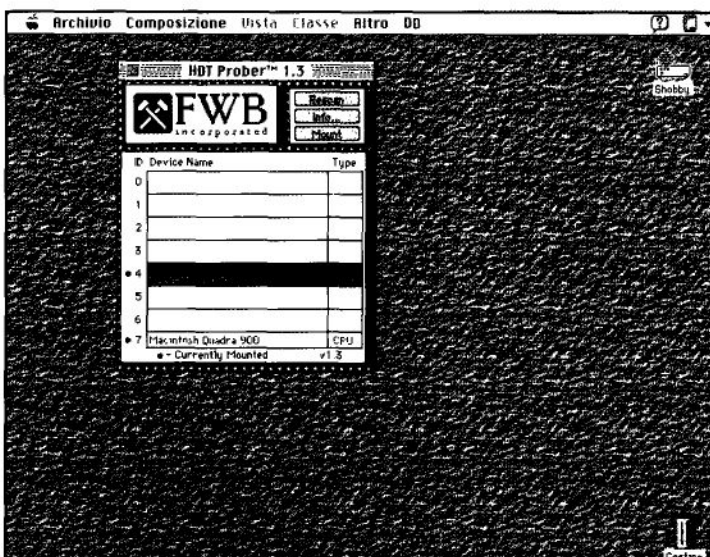 Archivio Composizione Vista Classe Altro DD
HDT Prober™ 1.3
FWB
incorporated
Rescan
Info...
Mount
Shobby
ID Device Name Type
0
1
2
3
• 4
5
6
• 7 Macintosh Quadra 900 CPU
• - Currently Mounted v1.3